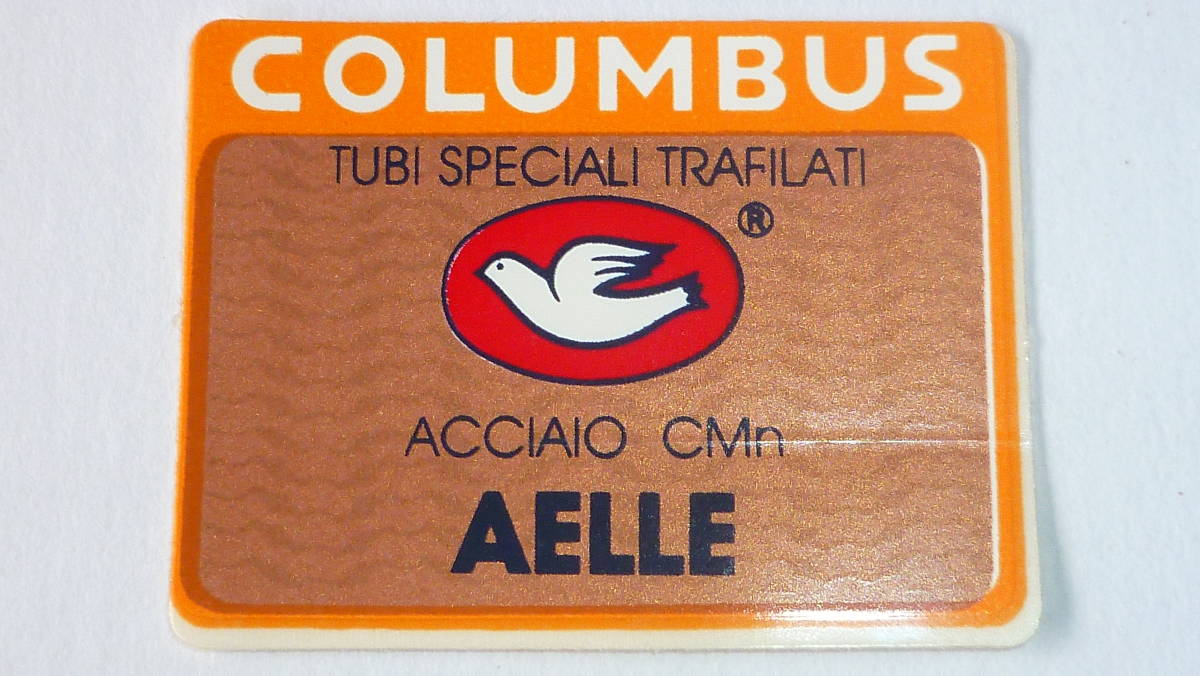 COLUMBUS
TUBI SPECIALI TRAFILATI
®
ACCIAIO CMn
AELLE